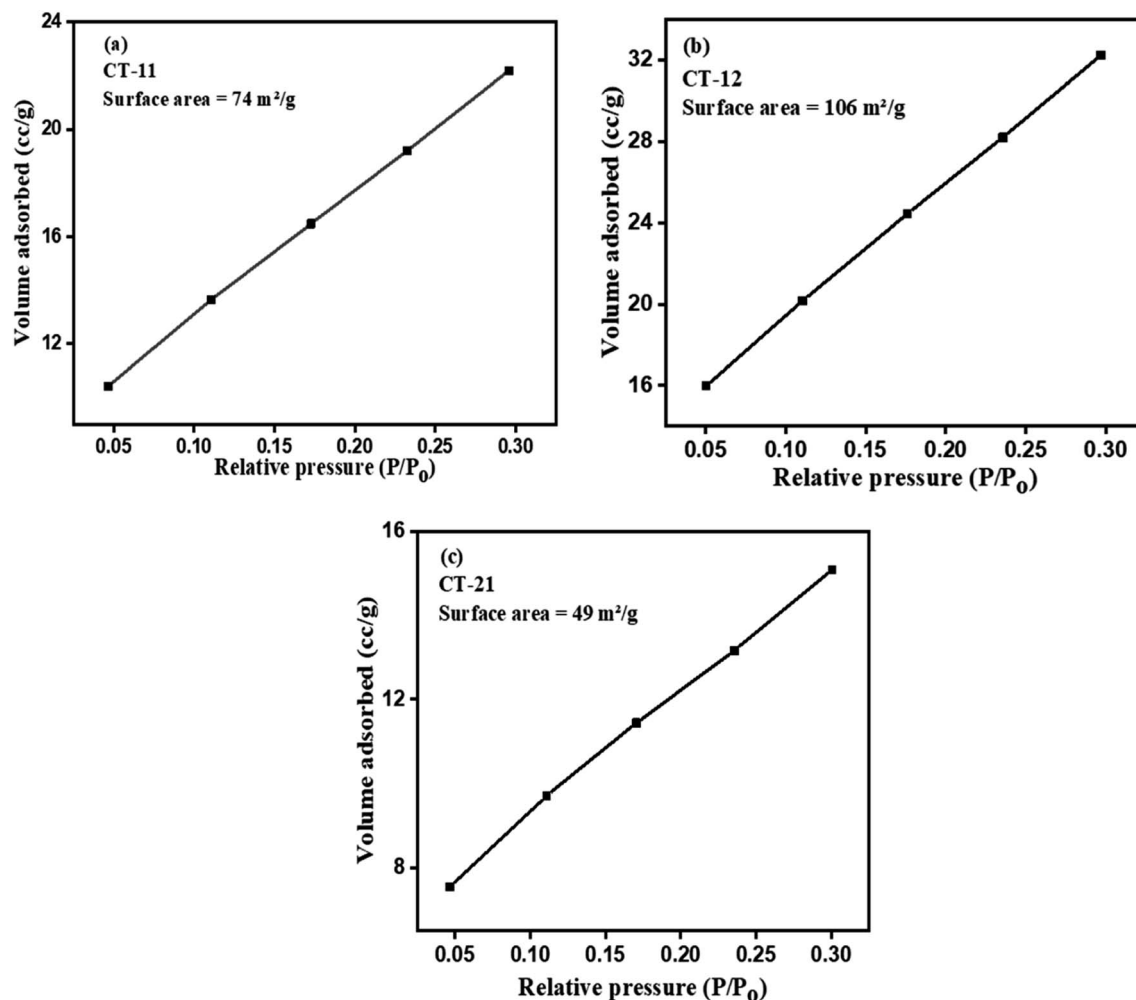 (a)
CT-11
Surface area = 74 m²/g
Volume adsorbed (cc/g)
24
20
16
12
0.05 0.10 0.15 0.20 0.25 0.30
Relative pressure (P/P₀)
(b)
CT-12
Surface area = 106 m²/g
Volume adsorbed (cc/g)
32
28
24
20
16
0.05 0.10 0.15 0.20 0.25 0.30
Relative pressure (P/P₀)
(c)
CT-21
Surface area = 49 m²/g
Volume adsorbed (cc/g)
16
12
8
0.05 0.10 0.15 0.20 0.25 0.30
Relative pressure (P/P₀)